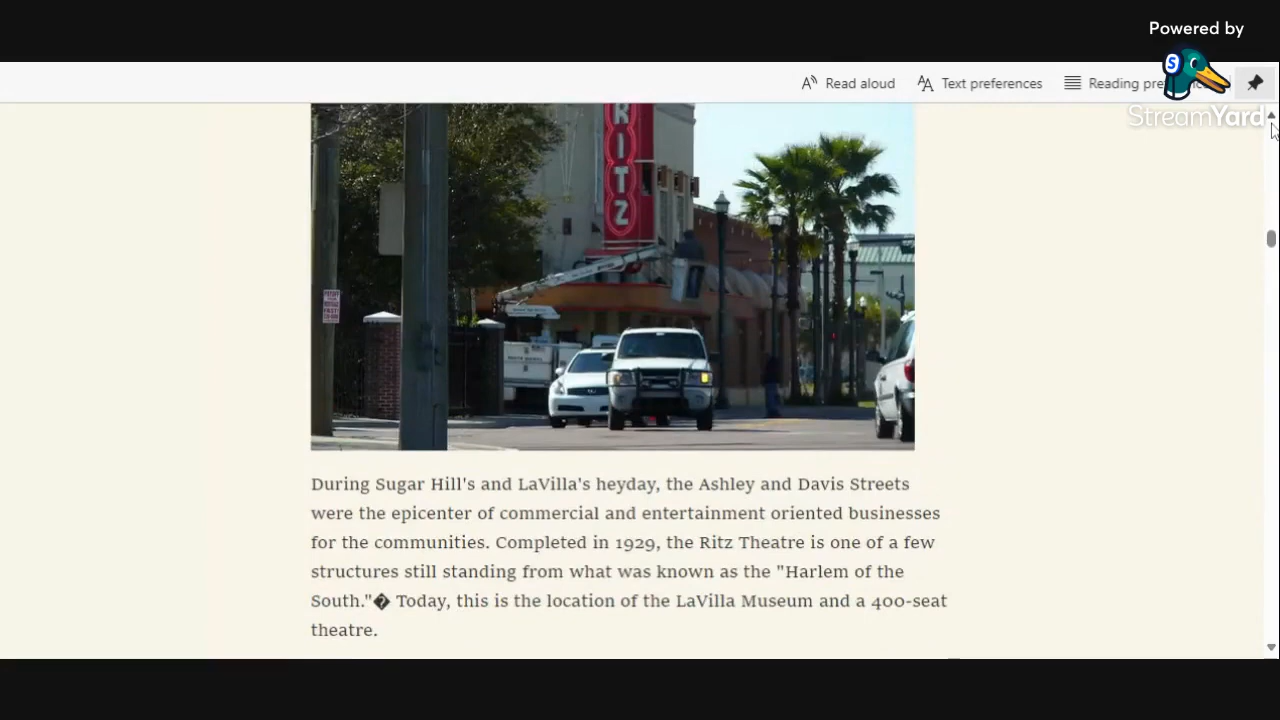 Powered by
Read aloud
Text preferences
Reading
StreamYard
RITZ
During Sugar Hill's and LaVilla's heyday, the Ashley and Davis Streets
were the epicenter of commercial and entertainment oriented businesses
for the communities. Completed in 1929, the Ritz Theatre is one of a few
structures still standing from what was known as the "Harlem of the
South."� Today, this is the location of the LaVilla Museum and a 400-seat
theatre.